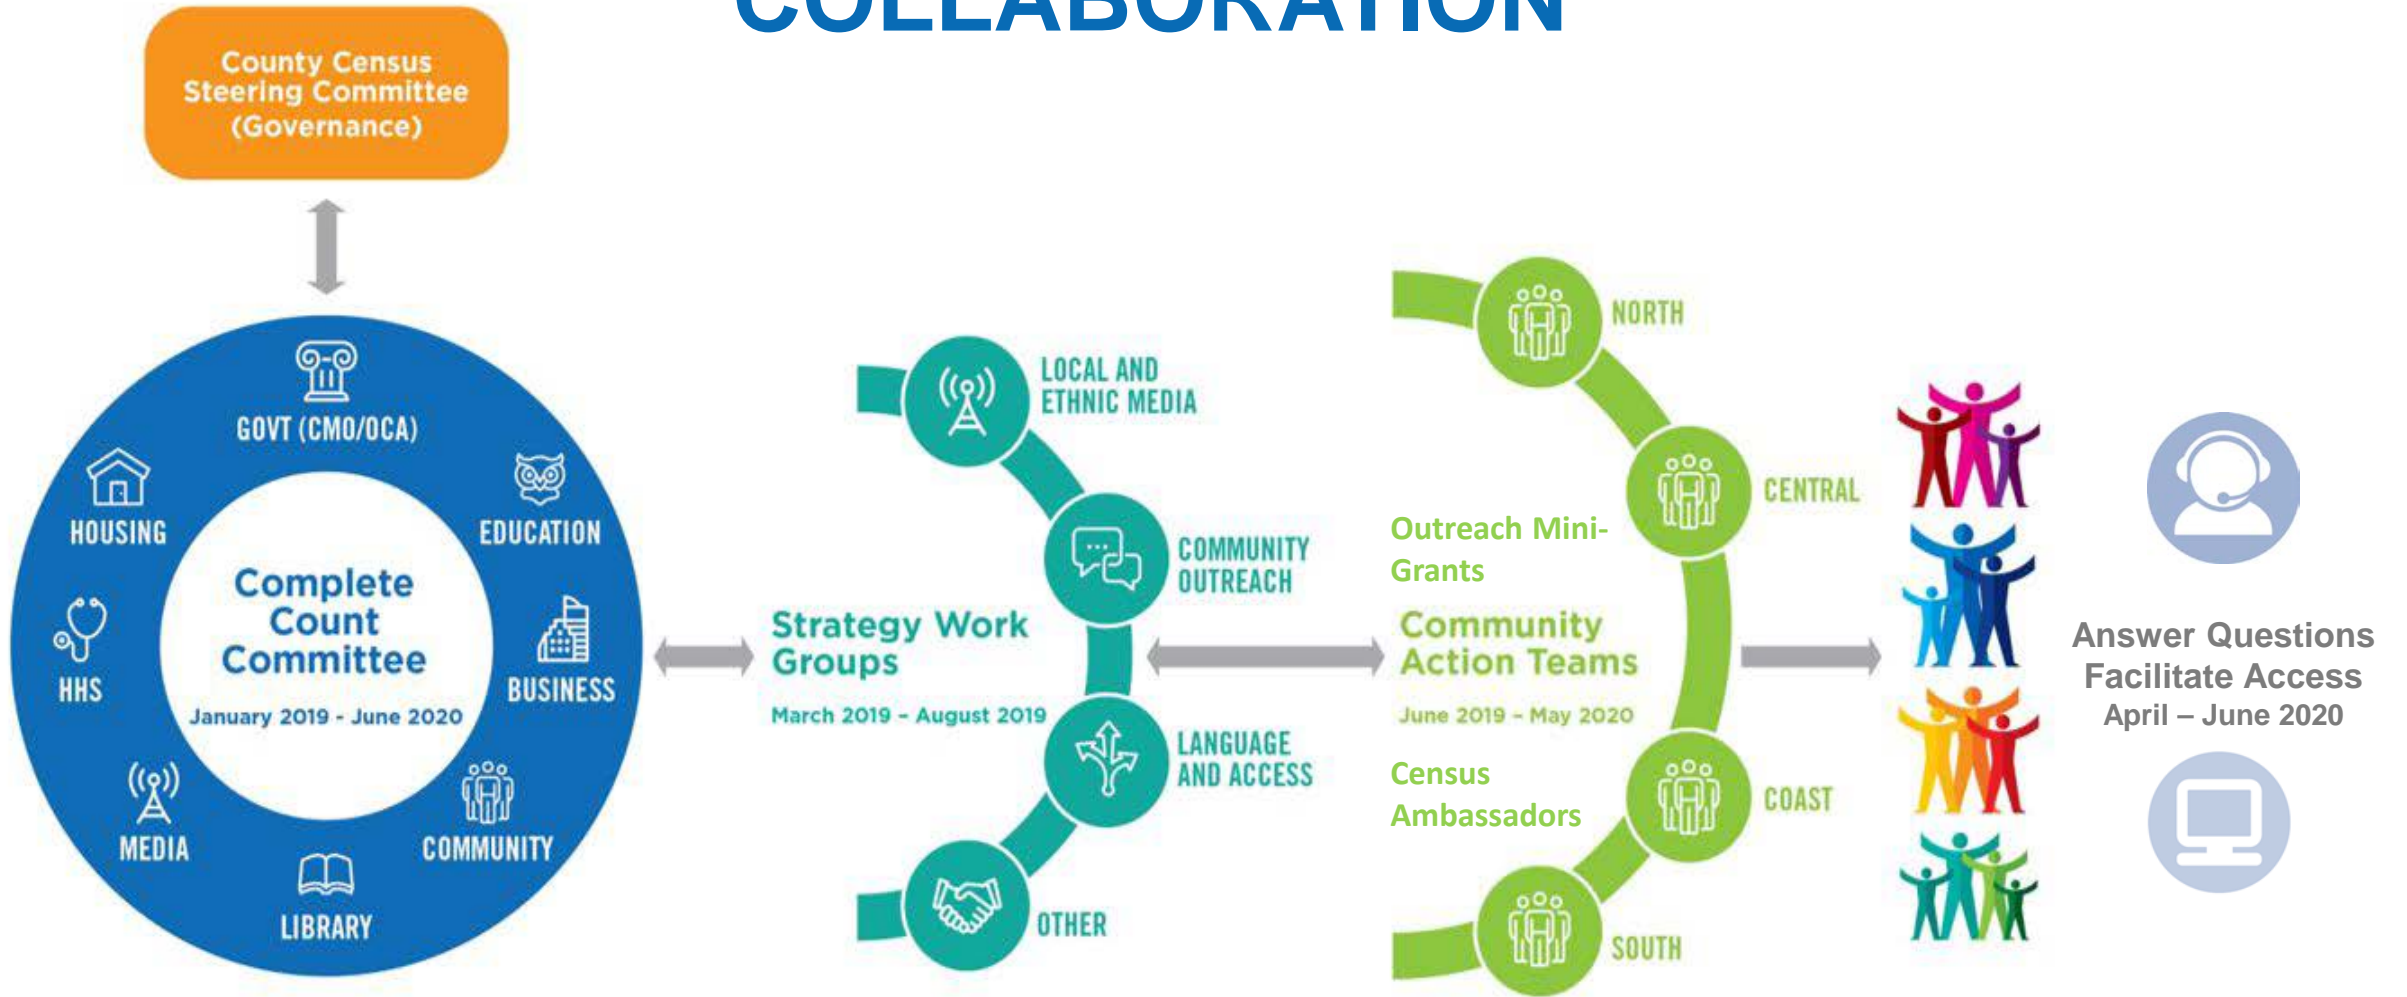 COLLABORATION
County Census
Steering Committee
(Governance)
GOVT (CMO/OCA)
HOUSING
EDUCATION
HHS
BUSINESS
MEDIA
COMMUNITY
LIBRARY
Complete
Count
Committee
January 2019 - June 2020
Strategy Work
Groups
March 2019 – August 2019
LOCAL AND
ETHNIC MEDIA
COMMUNITY
OUTREACH
LANGUAGE
AND ACCESS
OTHER
Outreach Mini-
Grants
Community
Action Teams
June 2019 – May 2020
Census
Ambassadors
NORTH
CENTRAL
COAST
SOUTH
Answer Questions
Facilitate Access
April – June 2020